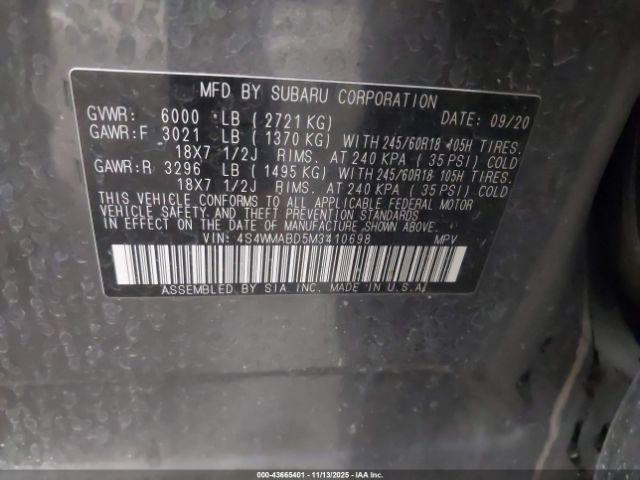 MFD BY SUBARU CORPORATION
GVWR: 6000 LB (2721 KG) DATE: 09/20
GAWR:F 3021 LB (1370 KG) WITH 245/60R18 105H TIRES.
18X7 1/2J RIMS. AT 240 KPA (35 PSI) COLD
GAWR:R 3296 LB (1495 KG) WITH 245/60R18 105H TIRES.
18X7 1/2J RIMS. AT 240 KPA (35 PSI) COLD
THIS VEHICLE CONFORMS TO ALL APPLICABLE FEDERAL MOTOR
VEHICLE SAFETY AND THEFT PREVENTION STANDARDS
IN EFFECT ON THE DATE OF MANUFACTURE SHOWN ABOVE.
VIN: 4S4WMABD5M3410698 MPV
ASSEMBLED BY SIA, INC. MADE IN U.S.A.
000-43665401 - 11/13/2025 - COPYRIGHT IAA, LLC.